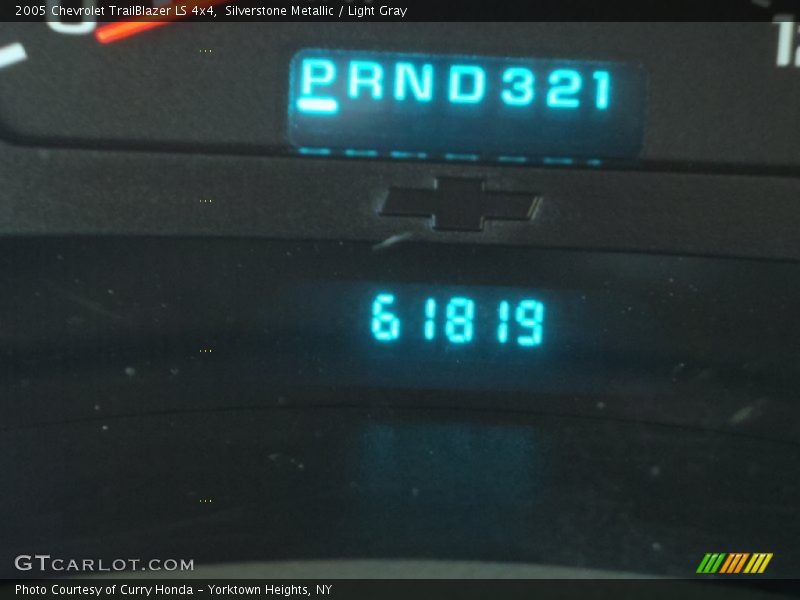 2005 Chevrolet TrailBlazer LS 4x4,  Silverstone Metallic / Light Gray
PRND321
61819
GTCARLOT.COM
Photo Courtesy of Curry Honda – Yorktown Heights, NY